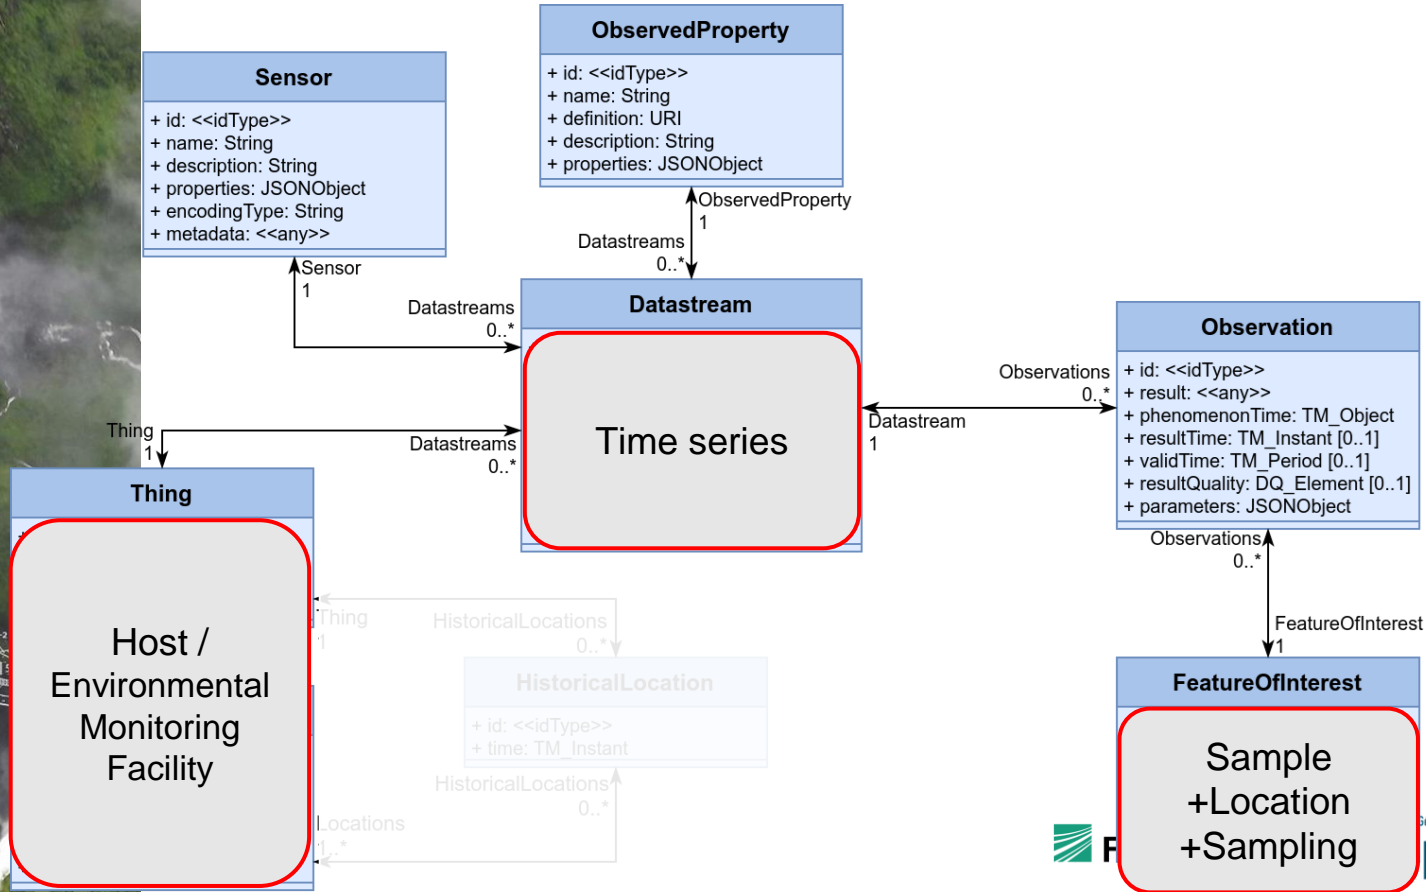 ObservedProperty
+ id: <<idType>>
+ name: String
+ definition: URI
+ description: String
+ properties: JSONObject
Sensor
+ id: <<idType>>
+ name: String
+ description: String
+ properties: JSONObject
+ encodingType: String
+ metadata: <<any>>
ObservedProperty
1
Datastreams
0..*
Sensor
1
Datastreams
0..*
Datastream
Time series
Observations
0..*
Datastream
1
Observation
+ id: <<idType>>
+ result: <<any>>
+ phenomenonTime: TM_Object
+ resultTime: TM_Instant [0..1]
+ validTime: TM_Period [0..1]
+ resultQuality: DQ_Element [0..1]
+ parameters: JSONObject
Thing
1
Datastreams
0..*
Thing
Host /
Environmental
Monitoring
Facility
Thing
1
HistoricalLocations
0..*
HistoricalLocation
+ id: <<idType>>
+ time: TM_Instant
HistoricalLocations
0..*
Locations
1..*
Observations
0..*
FeatureOfInterest
1
FeatureOfInterest
Sample
+Location
+Sampling
F